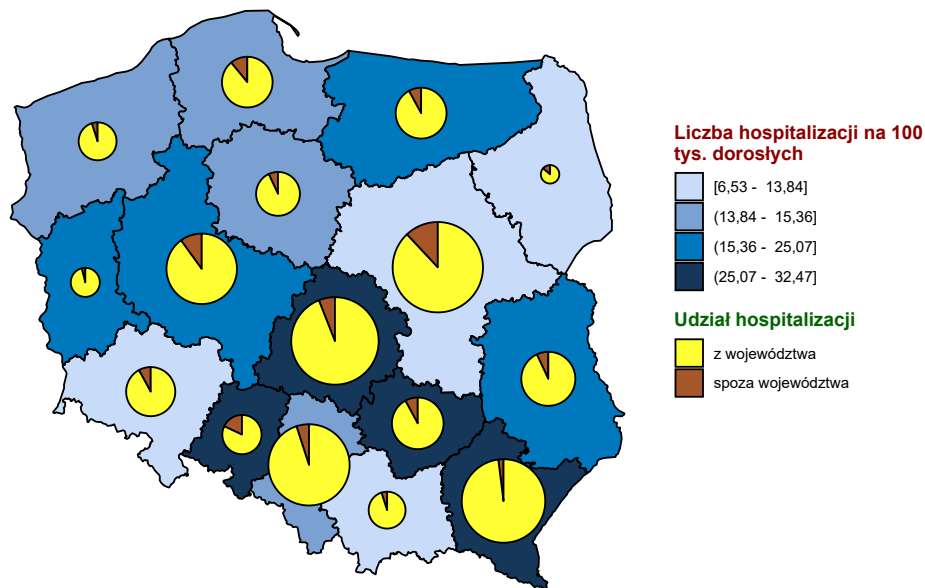 Liczba hospitalizacji na 100
tys. dorosłych
[6,53 - 13,84]
(13,84 - 15,36]
(15,36 - 25,07]
(25,07 - 32,47]
Udział hospitalizacji
z województwa
spoza województwa